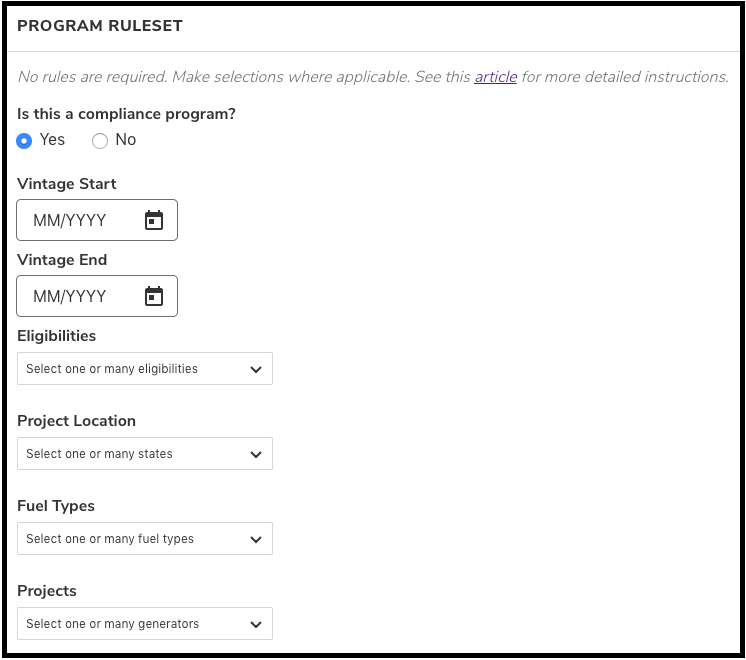 PROGRAM RULESET
No rules are required. Make selections where applicable. See this article for more detailed instructions.
Is this a compliance program?
Yes No
Vintage Start
MM/YYYY
Vintage End
MM/YYYY
Eligibilities
Select one or many eligibilities
Project Location
Select one or many states
Fuel Types
Select one or many fuel types
Projects
Select one or many generators